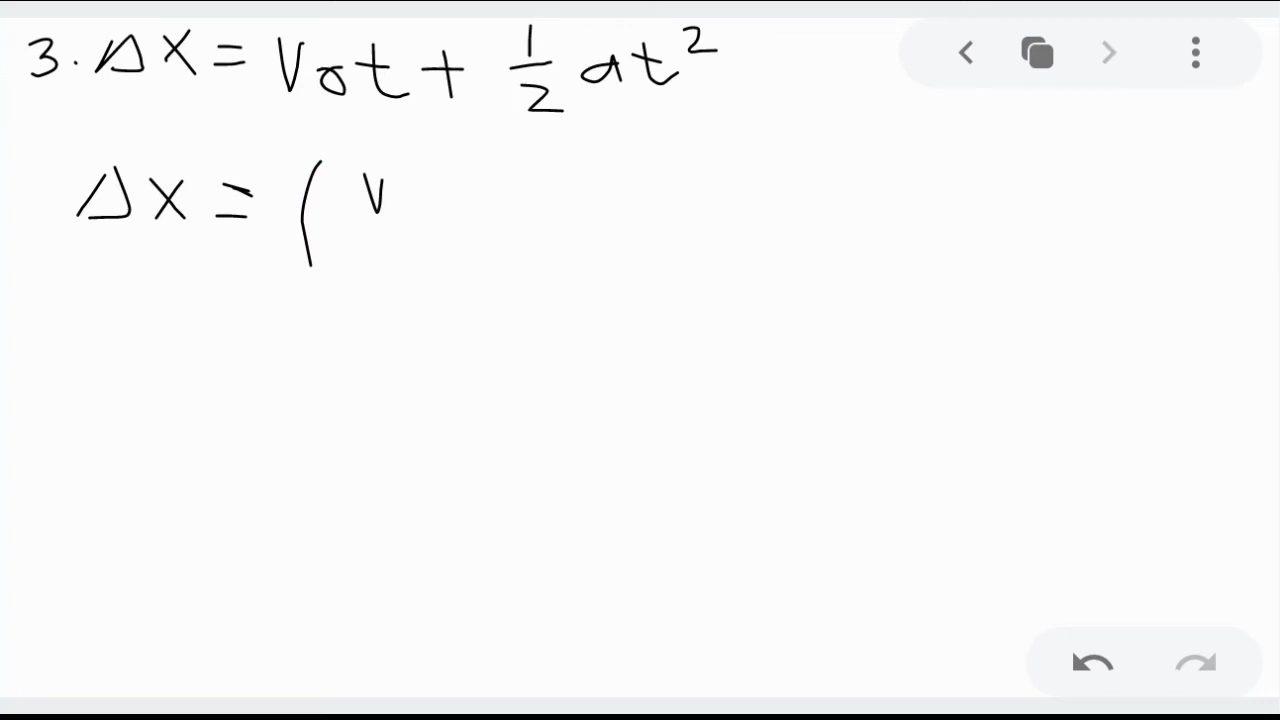 3. Δx = v₀t + ½at²
Δx = ( v